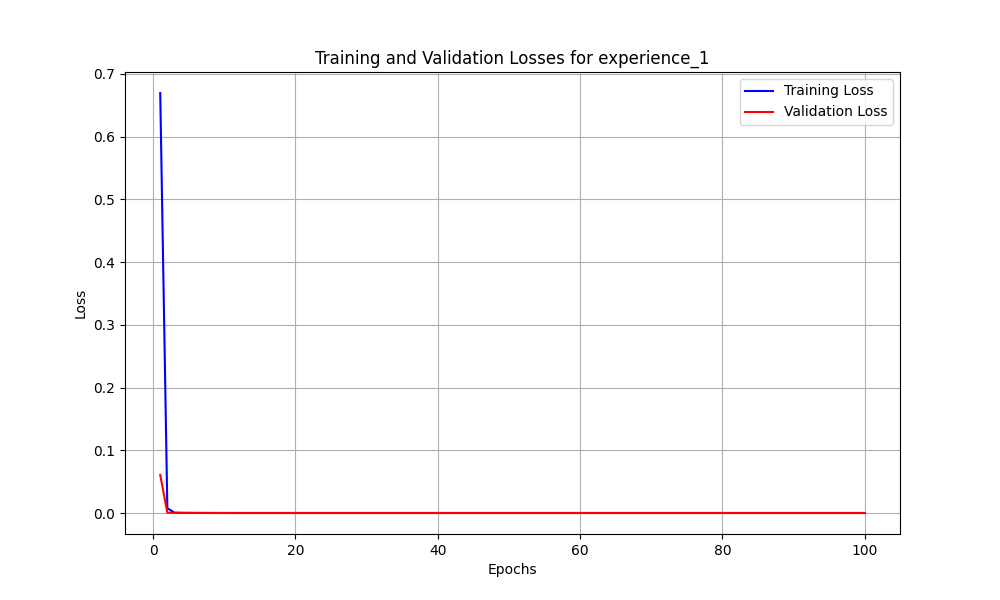 Training and Validation Losses for experience_1
Training Loss
Validation Loss
Loss
0.7
0.6
0.5
0.4
0.3
0.2
0.1
0.0
0 20 40 60 80 100
Epochs